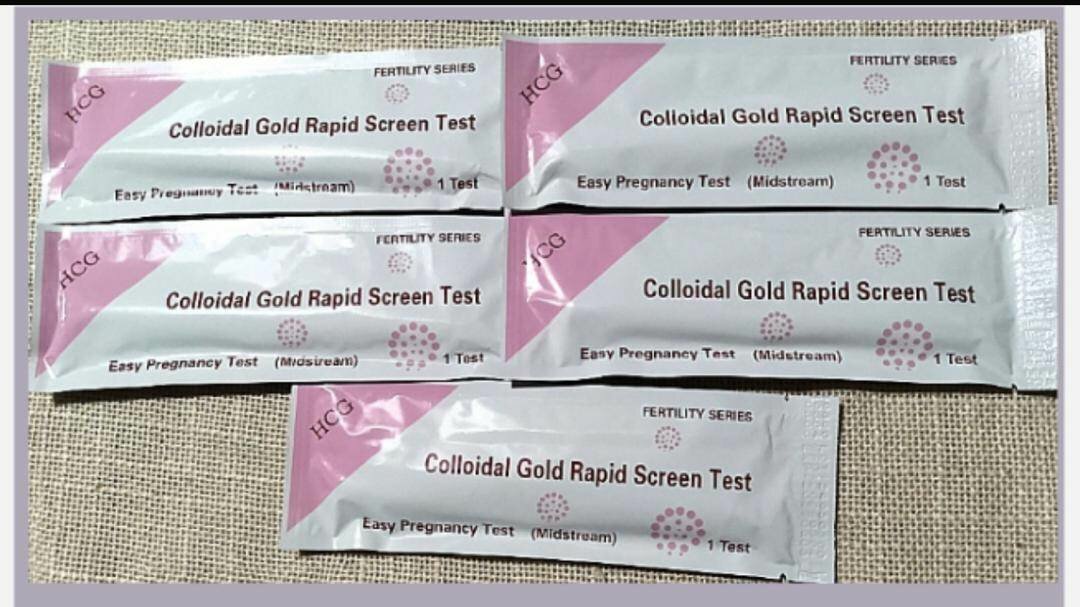 HCG
FERTILITY SERIES
Colloidal Gold Rapid Screen Test
Easy Pregnancy Test (Midstream)
1 Test
HCG
FERTILITY SERIES
Colloidal Gold Rapid Screen Test
Easy Pregnancy Test (Midstream)
1 Test
HCG
FERTILITY SERIES
Colloidal Gold Rapid Screen Test
Easy Pregnancy Test (Midstream)
1 Test
HCG
FERTILITY SERIES
Colloidal Gold Rapid Screen Test
Easy Pregnancy Test (Midstream)
1 Test
HCG
FERTILITY SERIES
Colloidal Gold Rapid Screen Test
Easy Pregnancy Test (Midstream)
1 Test